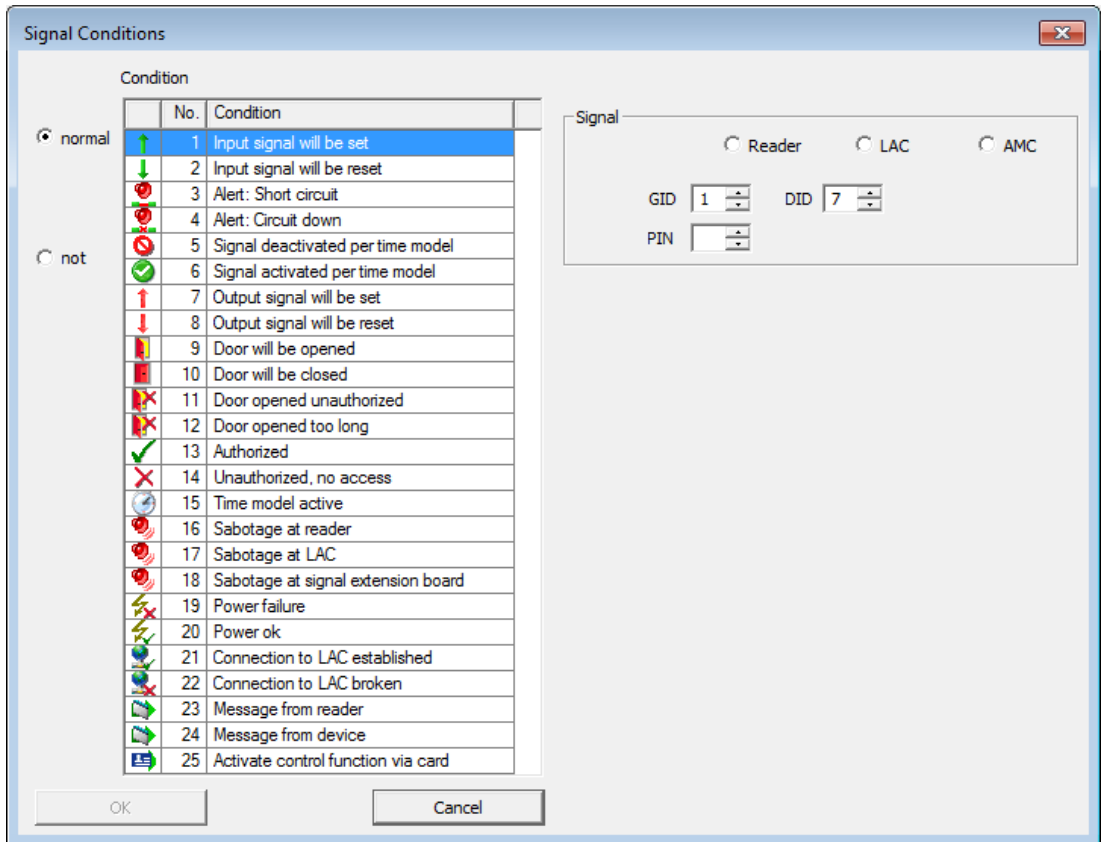 Signal Conditions
Condition
normal
not
No. Condition
1 Input signal will be set
2 Input signal will be reset
3 Alert: Short circuit
4 Alert: Circuit down
5 Signal deactivated per time model
6 Signal activated per time model
7 Output signal will be set
8 Output signal will be reset
9 Door will be opened
10 Door will be closed
11 Door opened unauthorized
12 Door opened too long
13 Authorized
14 Unauthorized, no access
15 Time model active
16 Sabotage at reader
17 Sabotage at LAC
18 Sabotage at signal extension board
19 Power failure
20 Power ok
21 Connection to LAC established
22 Connection to LAC broken
23 Message from reader
24 Message from device
25 Activate control function via card
Signal
Reader LAC AMC
GID 1 DID 7
PIN
OK Cancel